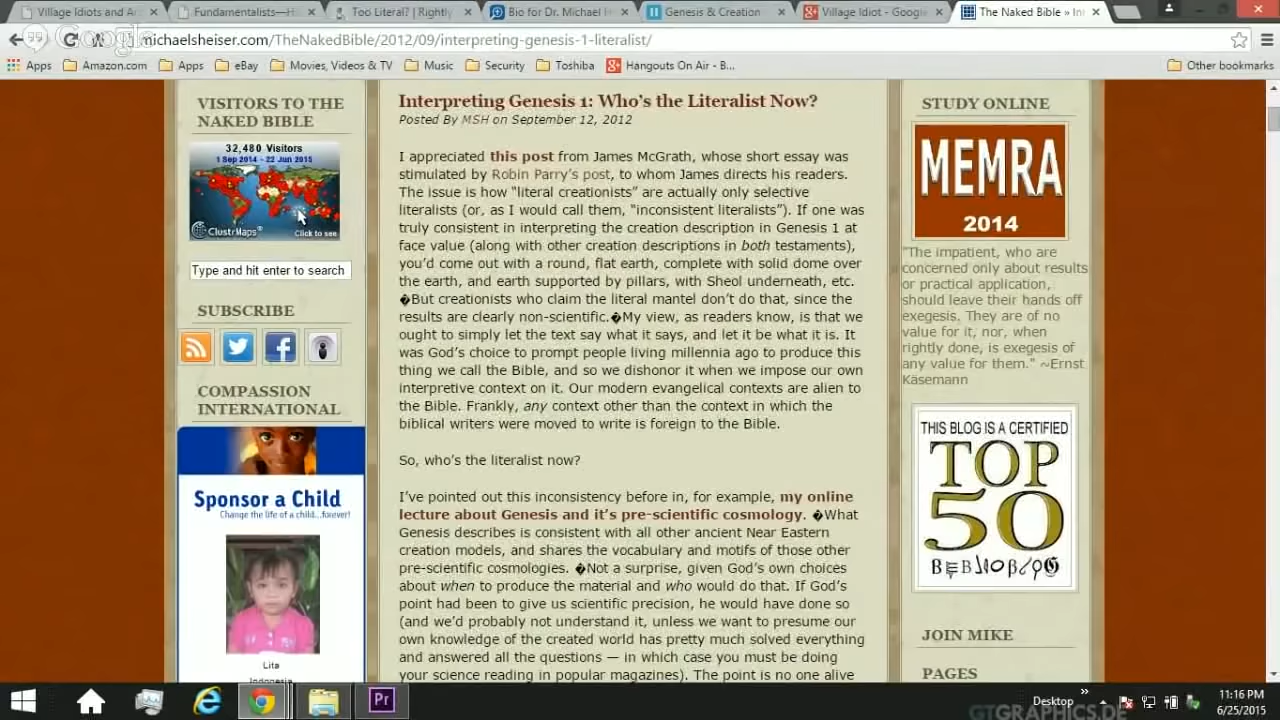 Village Idiots and An
Fundamentalists—Hi
Too Literal? | Rightly
Bio for Dr. Michael H
Genesis & Creation
Village Idiot - Google
The Naked Bible » In
Google
michaelsheiser.com/TheNakedBible/2012/09/interpreting-genesis-1-literalist/
Apps Amazon.com Apps eBay Movies, Videos & TV Music Security Toshiba Hangouts On Air - B... Other bookmarks
VISITORS TO THE
NAKED BIBLE
32,480 Visitors
1 Sep 2014 - 22 Jun 2015
ClustrMaps® Click to see
Type and hit enter to search
SUBSCRIBE
COMPASSION
INTERNATIONAL
Sponsor a Child
Change the life of a child...forever!
Lita
Indonesia
Interpreting Genesis 1: Who’s the Literalist Now?
Posted By MSH on September 12, 2012
I appreciated this post from James McGrath, whose short essay was
stimulated by Robin Parry’s post, to whom James directs his readers.
The issue is how “literal creationists” are actually only selective
literalists (or, as I would call them, “inconsistent literalists”). If one was
truly consistent in interpreting the creation description in Genesis 1 at
face value (along with other creation descriptions in both testaments),
you’d come out with a round, flat earth, complete with solid dome over
the earth, and earth supported by pillars, with Sheol underneath, etc.
�But creationists who claim the literal mantel don’t do that, since the
results are clearly non-scientific.�My view, as readers know, is that we
ought to simply let the text say what it says, and let it be what it is. It
was God’s choice to prompt people living millennia ago to produce this
thing we call the Bible, and so we dishonor it when we impose our own
interpretive context on it. Our modern evangelical contexts are alien to
the Bible. Frankly, any context other than the context in which the
biblical writers were moved to write is foreign to the Bible.
So, who’s the literalist now?
I’ve pointed out this inconsistency before in, for example, my online
lecture about Genesis and it’s pre-scientific cosmology. �What
Genesis describes is consistent with all other ancient Near Eastern
creation models, and shares the vocabulary and motifs of those other
pre-scientific cosmologies. �Not a surprise, given God’s own choices
about when to produce the material and who would do that. If God’s
point had been to give us scientific precision, he would have done so
(and we’d probably not understand it, unless we want to presume our
own knowledge of the created world has pretty much solved everything
and answered all the questions — in which case you must be doing
your science reading in popular magazines). The point is no one alive
STUDY ONLINE
MEMRA
2014
"The impatient, who are
concerned only about results
or practical application,
should leave their hands off
exegesis. They are of no
value for it, nor, when
rightly done, is exegesis of
any value for them." ~Ernst
Käsemann
THIS BLOG IS A CERTIFIED
TOP
50
JOIN MIKE
PAGES
Pr
Desktop
11:16 PM
6/25/2015
GTGRAPHICS.DE